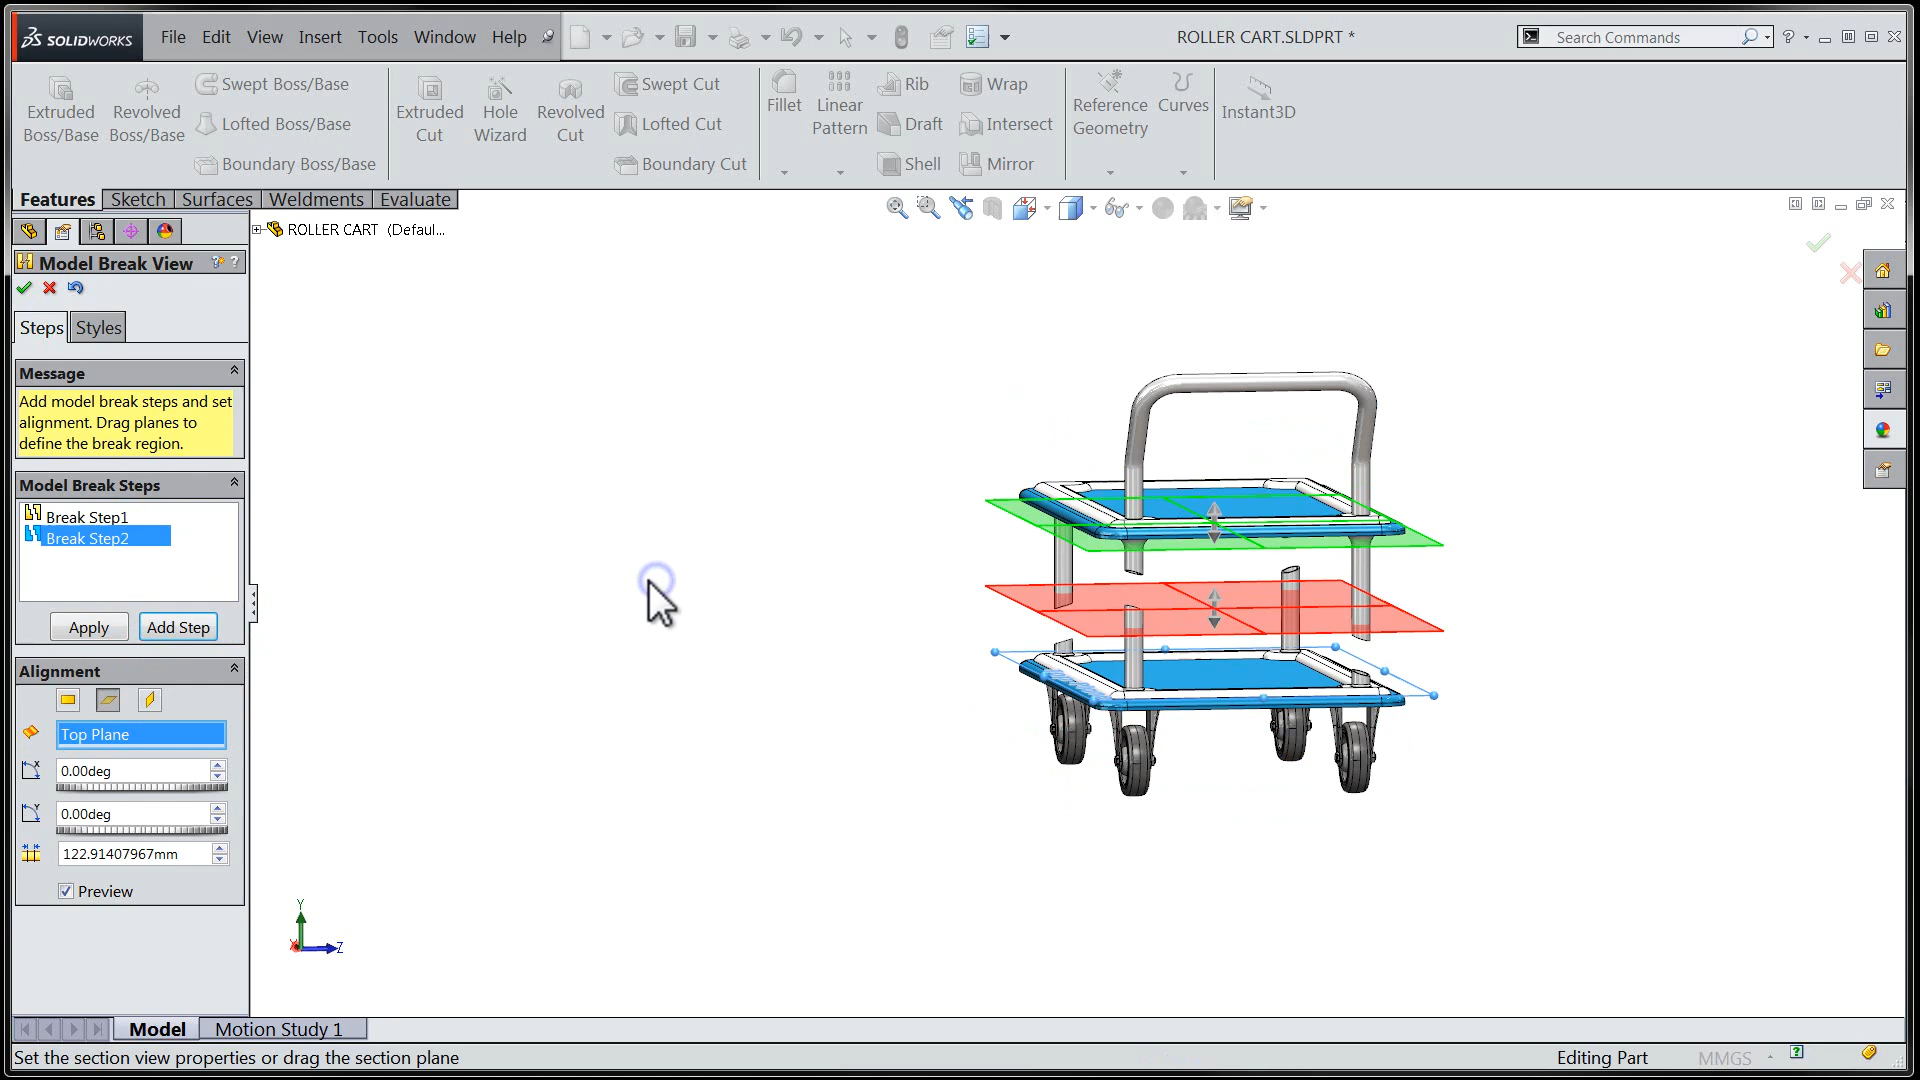 SOLIDWORKS File Edit View Insert Tools Window Help ROLLER CART.SLDPRT * Search Commands ?
Extruded Boss/Base
Revolved Boss/Base
Swept Boss/Base
Lofted Boss/Base
Boundary Boss/Base
Extruded Cut
Hole Wizard
Revolved Cut
Swept Cut
Lofted Cut
Boundary Cut
Fillet
Linear Pattern
Rib
Draft
Shell
Wrap
Intersect
Mirror
Reference Geometry
Curves
Instant3D
Features Sketch Surfaces Weldments Evaluate
ROLLER CART (Defaul...
Model Break View ? ?
Steps Styles
Message
Add model break steps and set
alignment. Drag planes to
define the break region.
Model Break Steps
Break Step1
Break Step2
Apply Add Step
Alignment
Top Plane
X
0.00deg
Y
0.00deg
122.91407967mm
Preview
Y
X Z
Model Motion Study 1
Set the section view properties or drag the section plane Editing Part MMGS ?